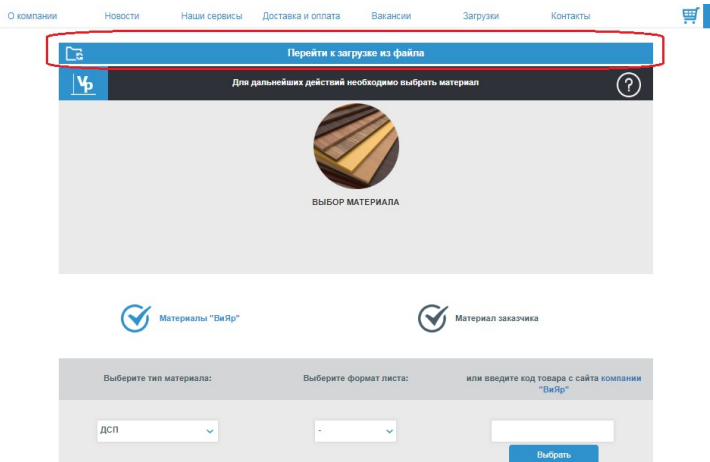 О компании Новости Наши сервисы Доставка и оплата Вакансии Загрузки Контакты
Перейти к загрузке из файла
Vp Для дальнейших действий необходимо выбрать материал ?
ВЫБОР МАТЕРИАЛА
Материалы "ВиЯр" Материал заказчика
Выберите тип материала: Выберите формат листа: или введите код товара с сайта компании
"ВиЯр"
ДСП -
Выбрать